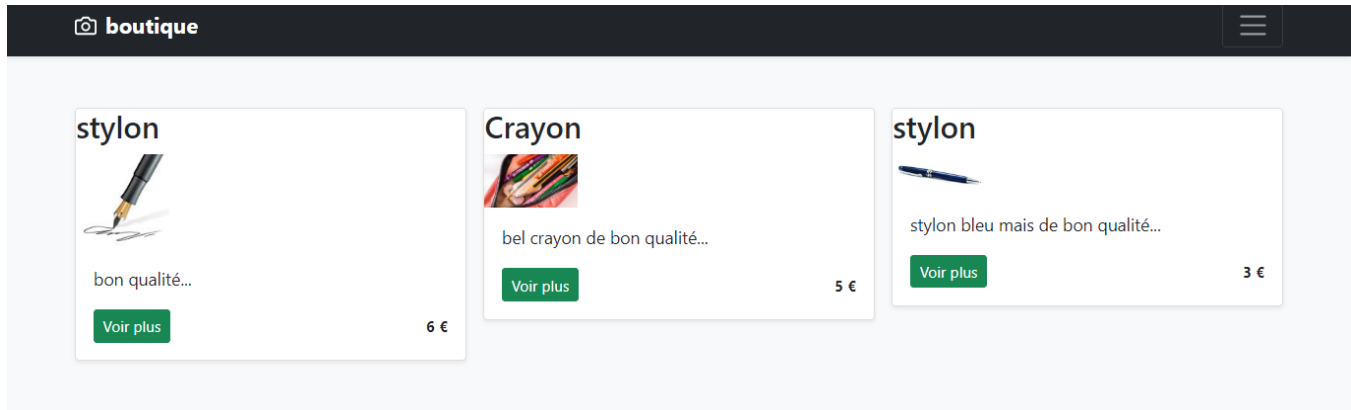 boutique
stylon
bon qualité...
Voir plus
6 €
Crayon
bel crayon de bon qualité...
Voir plus
5 €
stylon
stylon bleu mais de bon qualité...
Voir plus
3 €